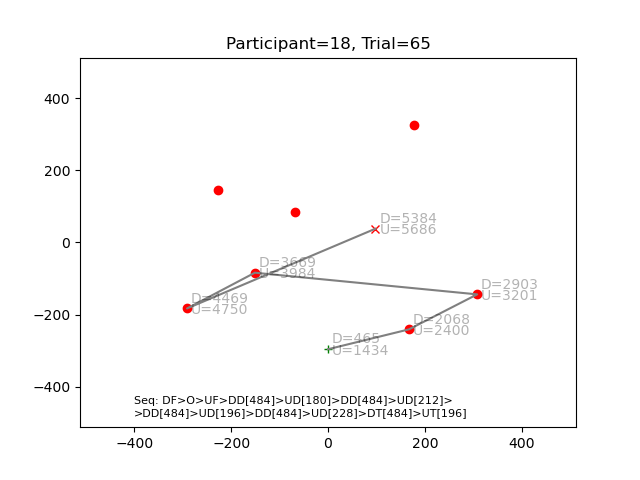 Participant=18, Trial=65
400
200
0
−200
−400
D=5384
U=5686
D=3669
U=3984
D=4469
U=4750
D=2903
U=3201
D=2068
U=2400
D=465
U=1434
Seq: DF>O>UF>DD[484]>UD[180]>DD[484]>UD[212]>
>DD[484]>UD[196]>DD[484]>UD[228]>DT[484]>UT[196]
−400 −200 0 200 400